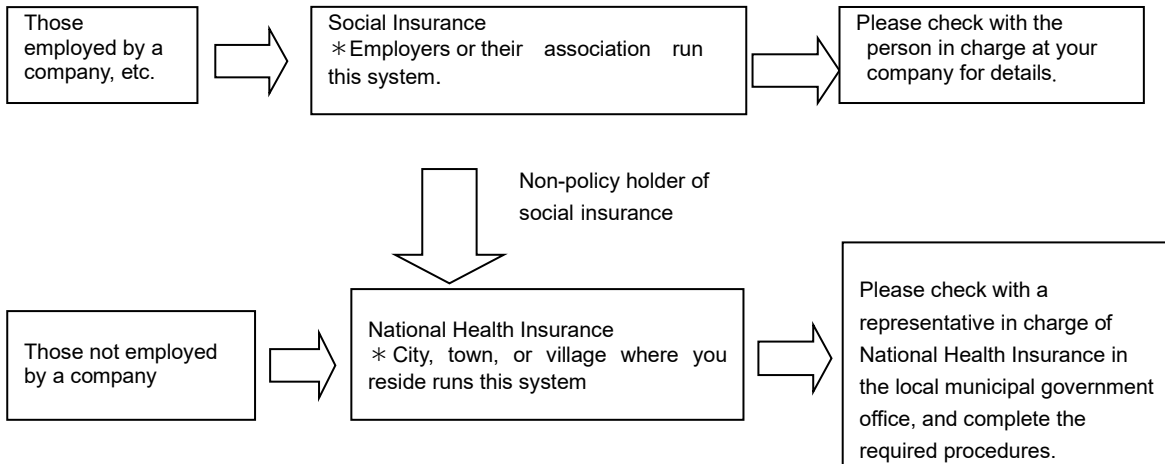 Those
employed by a
company, etc.
Social Insurance
＊Employers or their association run
this system.
Please check with the
person in charge at your
company for details.
Non-policy holder of
social insurance
Those not employed
by a company
National Health Insurance
＊ City, town, or village where you
reside runs this system
Please check with a
representative in charge of
National Health Insurance in
the local municipal government
office, and complete the
required procedures.